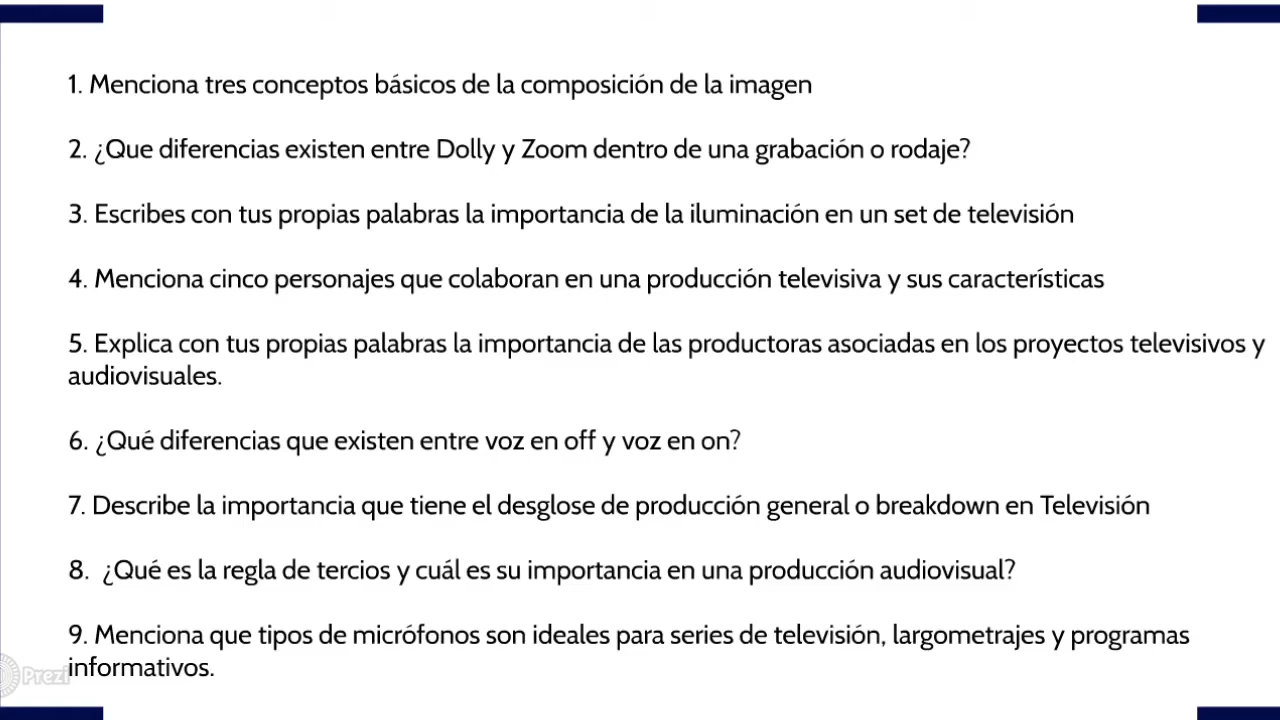 1. Menciona tres conceptos básicos de la composición de la imagen
2. ¿Que diferencias existen entre Dolly y Zoom dentro de una grabación o rodaje?
3. Escribes con tus propias palabras la importancia de la iluminación en un set de televisión
4. Menciona cinco personajes que colaboran en una producción televisiva y sus características
5. Explica con tus propias palabras la importancia de las productoras asociadas en los proyectos televisivos y
audiovisuales.
6. ¿Qué diferencias que existen entre voz en off y voz en on?
7. Describe la importancia que tiene el desglose de producción general o breakdown en Televisión
8.  ¿Qué es la regla de tercios y cuál es su importancia en una producción audiovisual?
9. Menciona que tipos de micrófonos son ideales para series de televisión, largometrajes y programas
informativos.
Prezi